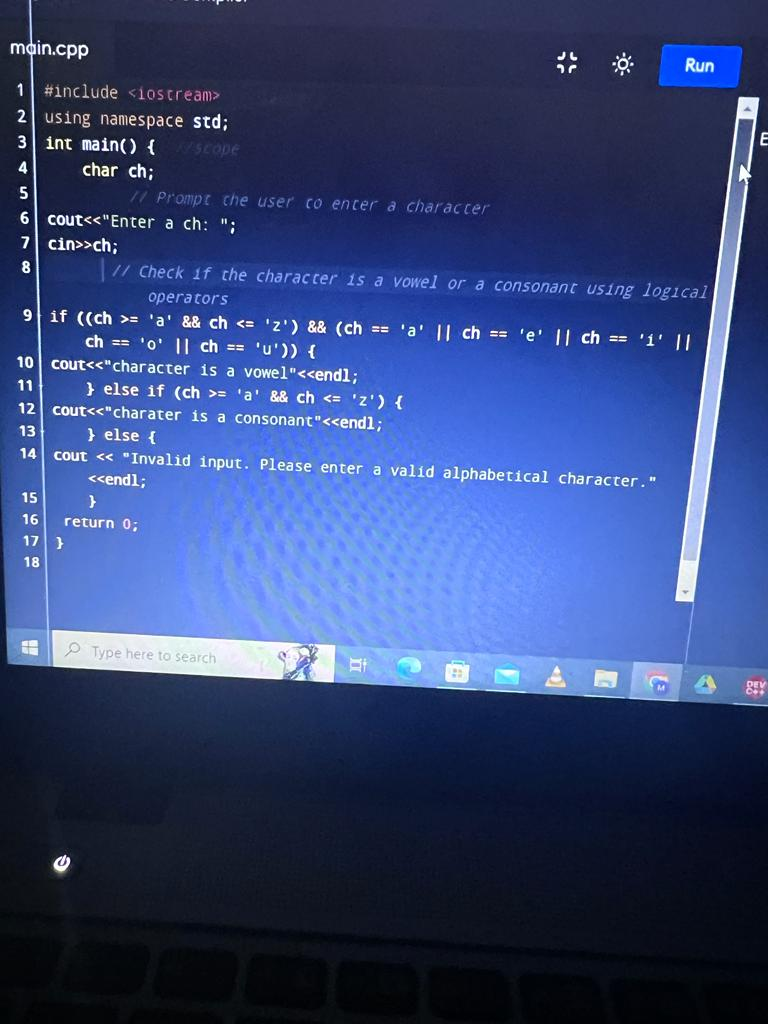 main.cpp
Run
1 #include <iostream>
2 using namespace std;
3 int main() { //scope
4 char ch;
5 // Prompt the user to enter a character
6 cout<<"Enter a ch: ";
7 cin>>ch;
8 // Check if the character is a vowel or a consonant using logical
operators
9 if ((ch >= 'a' && ch <= 'z') && (ch == 'a' || ch == 'e' || ch == 'i' ||
ch == 'o' || ch == 'u')) {
10 cout<<"character is a vowel"<<endl;
11 } else if (ch >= 'a' && ch <= 'z') {
12 cout<<"charater is a consonant"<<endl;
13 } else {
14 cout << "Invalid input. Please enter a valid alphabetical character."
<<endl;
15 }
16 return 0;
17 }
18
Type here to search
M
DEV
C++